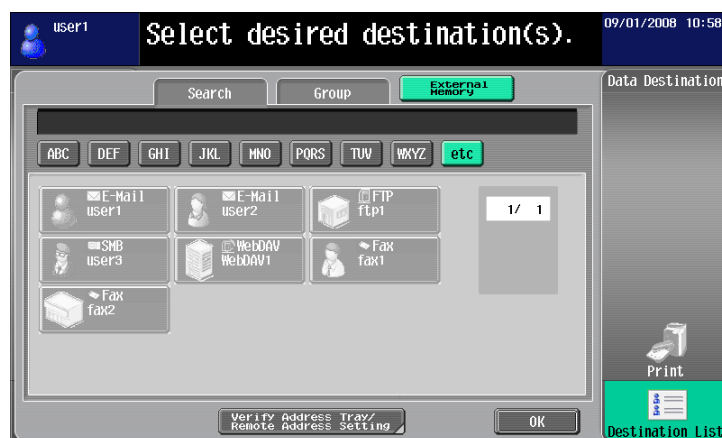 user1
Select desired destination(s).
09/01/2008 10:58
Search
Group
External
Memory
Data Destination
ABC
DEF
GHI
JKL
MNO
PQRS
TUV
WXYZ
etc
E-Mail
user1
E-Mail
user2
FTP
ftp1
1/ 1
SMB
user3
WebDAV
WebDAV1
Fax
fax1
Fax
fax2
Print
Verify Address Tray/
Remote Address Setting
OK
Destination List